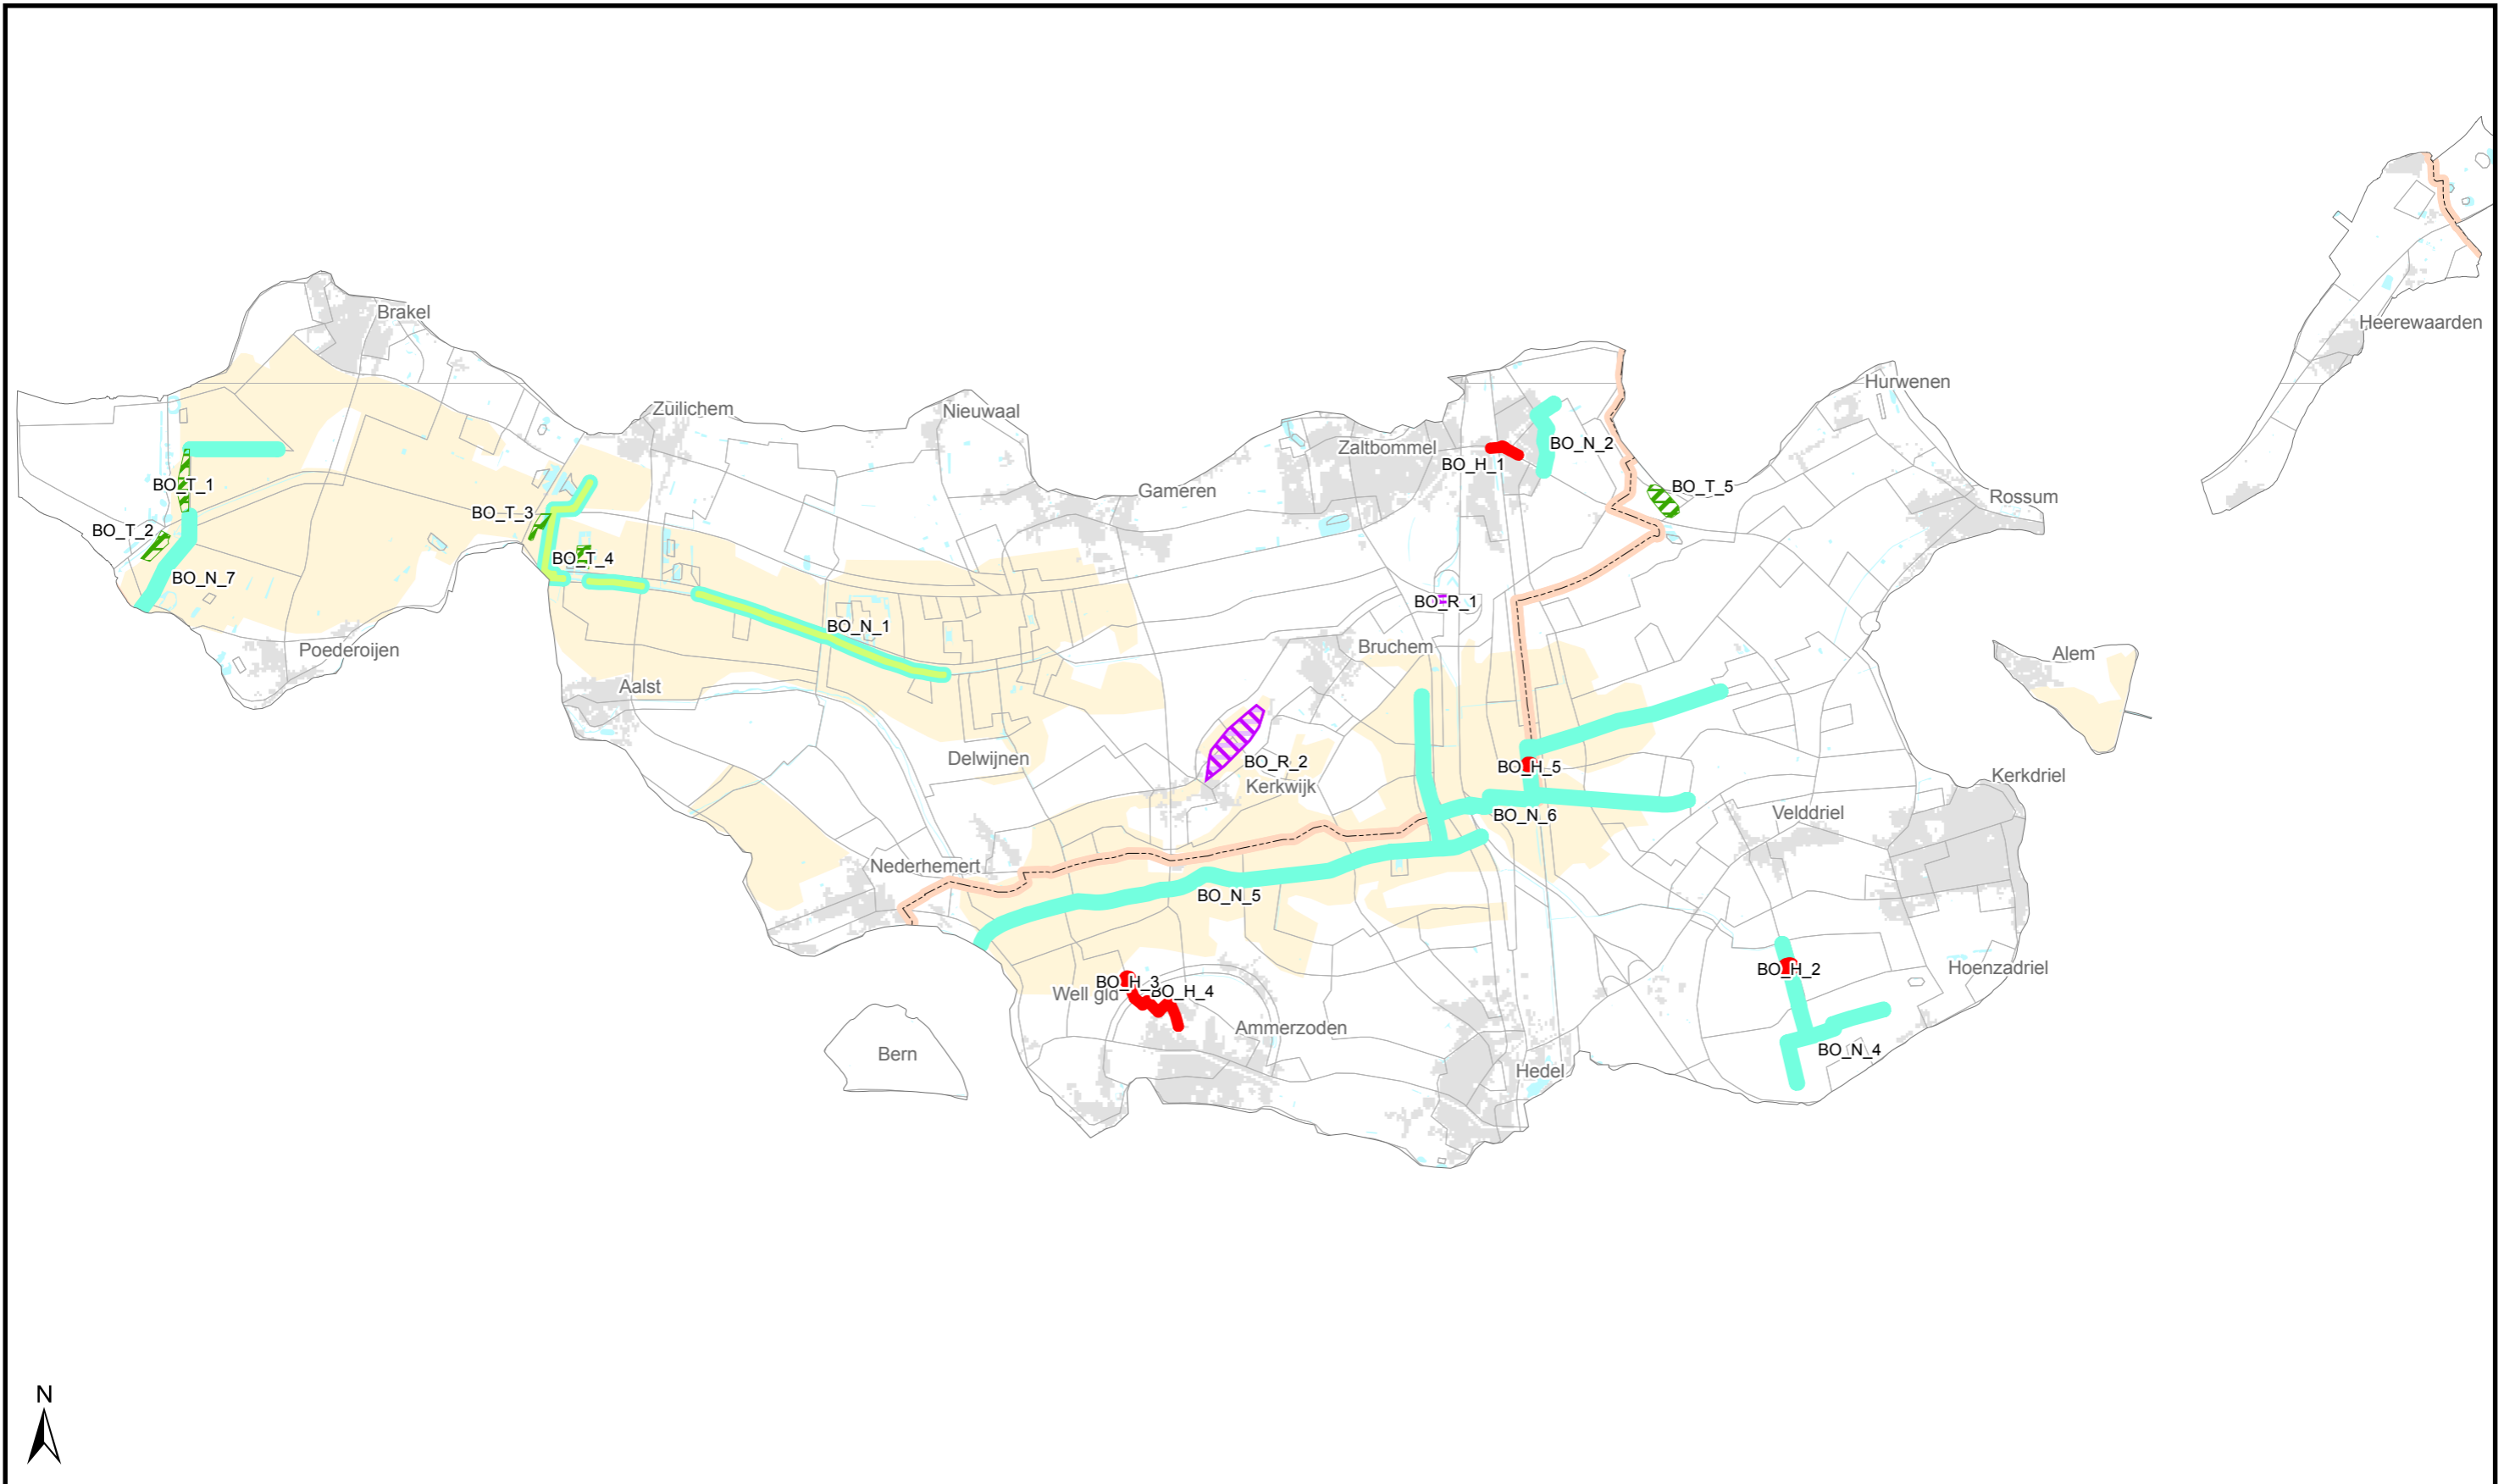 Brakel
Heerewaarden
Hurwenen
Zuilichem
Nieuwaal
Zaltbommel
BO_N_2
BO_H_1
BO_T_1
BO_T_5
Gameren
Rossum
BO_T_3
BO_T_2
BO_T_4
BO_N_7
BO_R_1
BO_N_1
Bruchem
Poederoijen
Alem
Aalst
Delwijnen
BO_R_2
BO_H_5
Kerkdriel
Kerkwijk
BO_N_6
Velddriel
Nederhemert
BO_N_5
BO_H_2
Hoenzadriel
BO_H_3
BO_H_4
Well gld
Ammerzoden
BO_N_4
Bern
Hedel
N